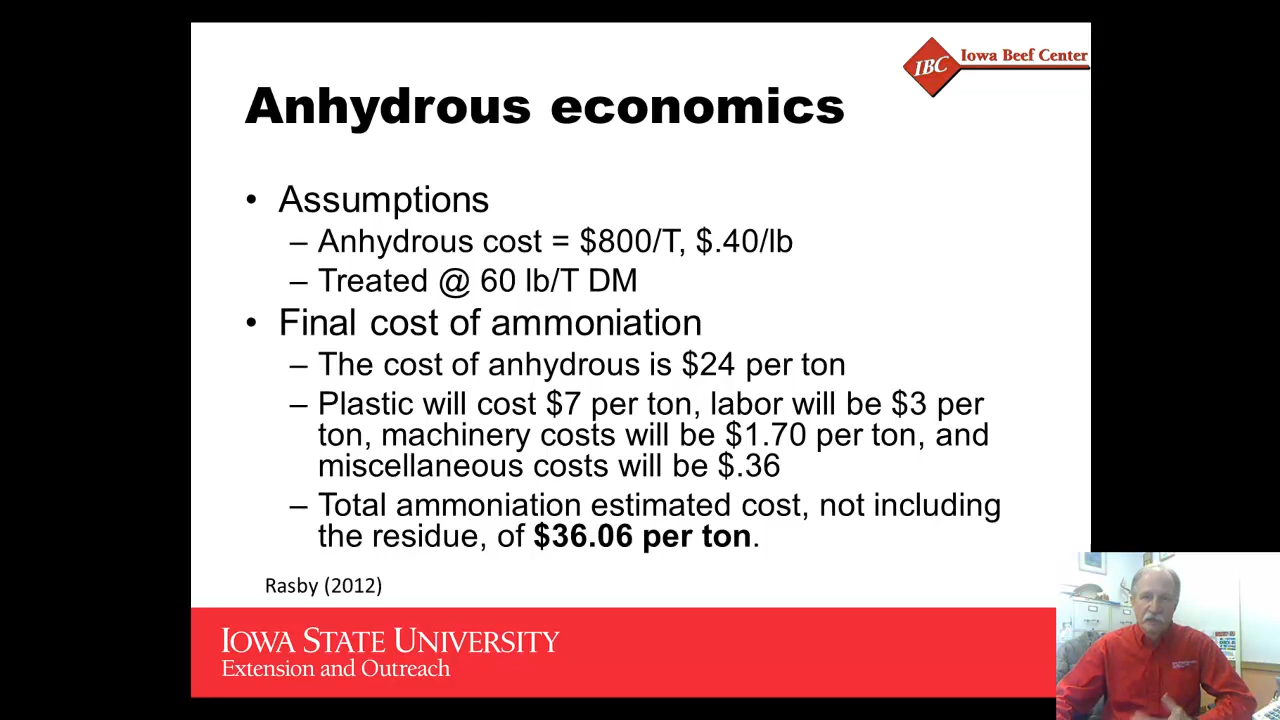 IBC Iowa Beef Center
Anhydrous economics
• Assumptions
– Anhydrous cost = $800/T, $.40/lb
– Treated @ 60 lb/T DM
• Final cost of ammoniation
– The cost of anhydrous is $24 per ton
– Plastic will cost $7 per ton, labor will be $3 per
ton, machinery costs will be $1.70 per ton, and
miscellaneous costs will be $.36
– Total ammoniation estimated cost, not including
the residue, of $36.06 per ton.
Rasby (2012)
IOWA STATE UNIVERSITY
Extension and Outreach